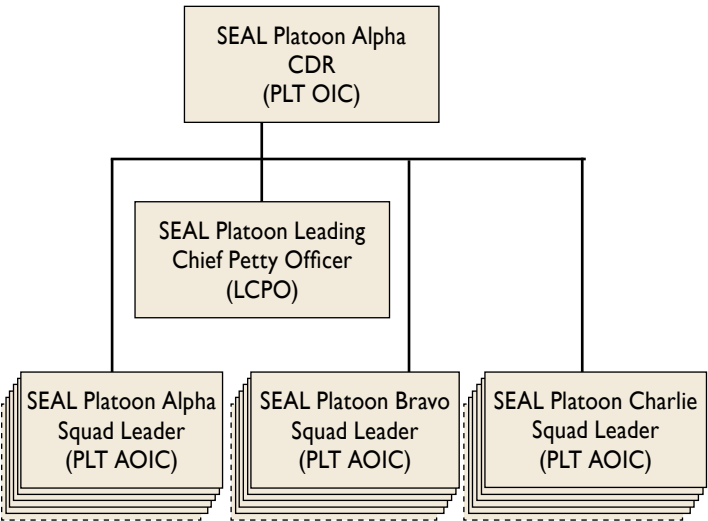 SEAL Platoon Alpha
CDR
(PLT OIC)
SEAL Platoon Leading
Chief Petty Officer
(LCPO)
SEAL Platoon Alpha
Squad Leader
(PLT AOIC)
SEAL Platoon Bravo
Squad Leader
(PLT AOIC)
SEAL Platoon Charlie
Squad Leader
(PLT AOIC)